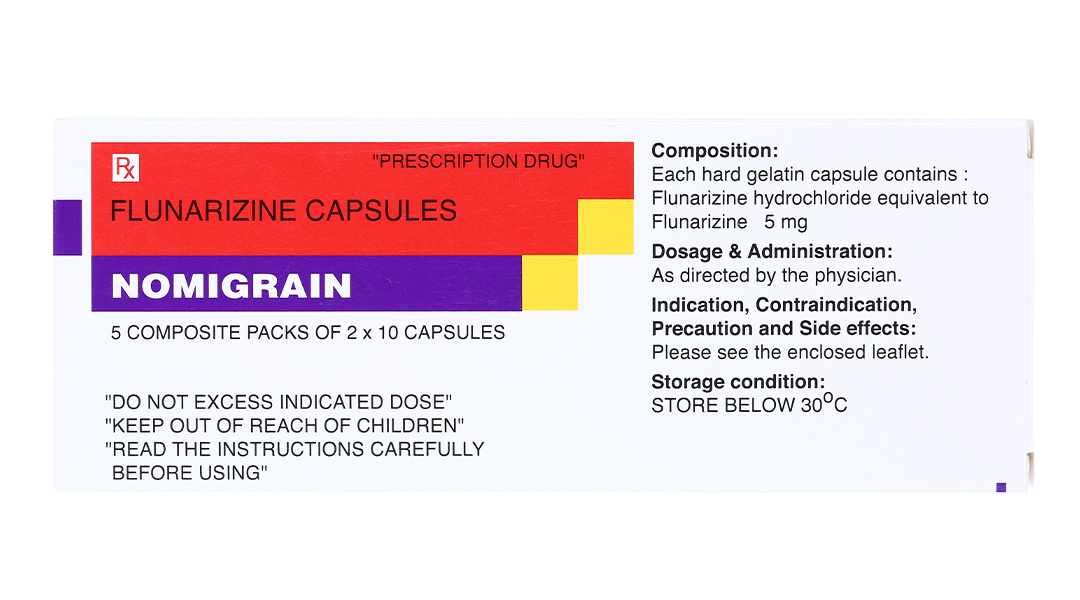 Rx
"PRESCRIPTION DRUG"
FLUNARIZINE CAPSULES
NOMIGRAIN
5 COMPOSITE PACKS OF 2 x 10 CAPSULES
"DO NOT EXCESS INDICATED DOSE"
"KEEP OUT OF REACH OF CHILDREN"
"READ THE INSTRUCTIONS CAREFULLY
BEFORE USING"
Composition:
Each hard gelatin capsule contains :
Flunarizine hydrochloride equivalent to
Flunarizine 5 mg
Dosage & Administration:
As directed by the physician.
Indication, Contraindication,
Precaution and Side effects:
Please see the enclosed leaflet.
Storage condition:
STORE BELOW 30°C